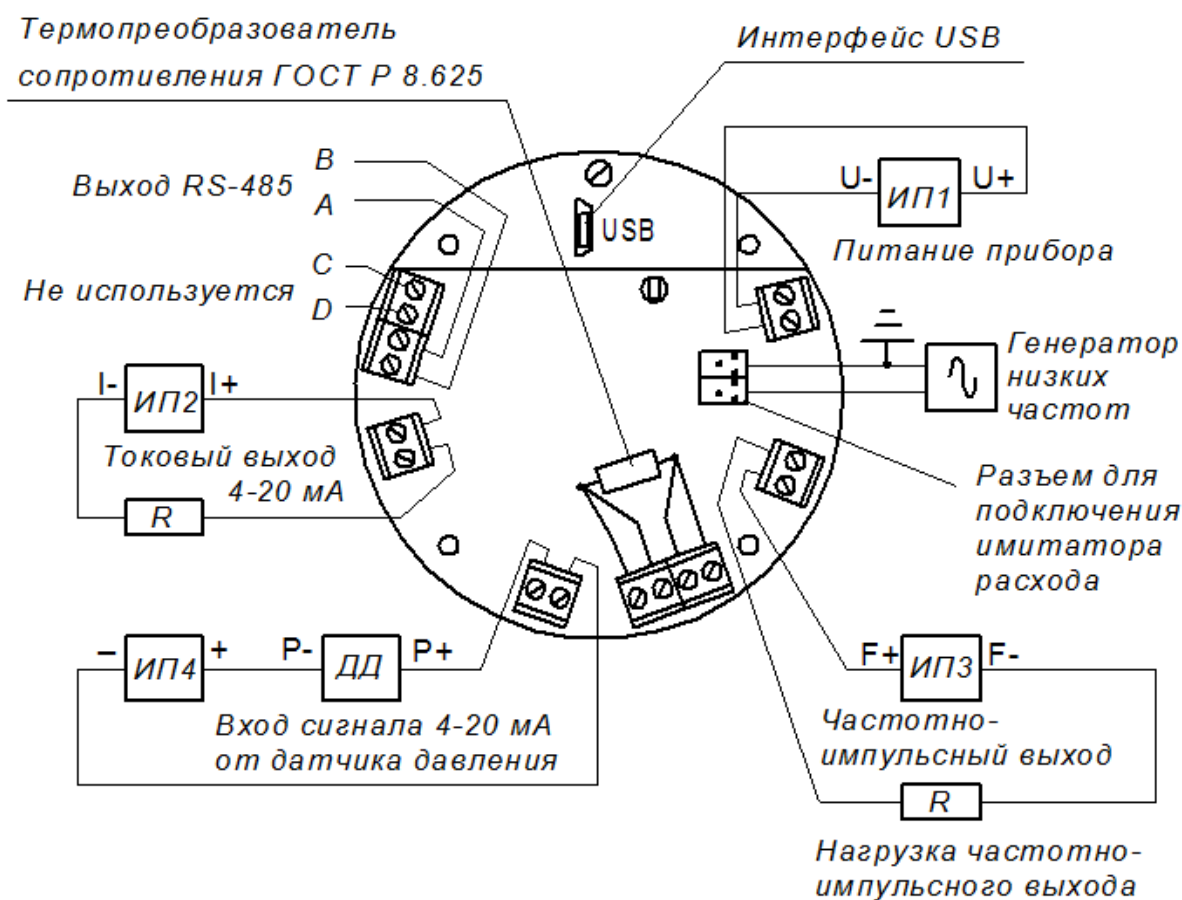 Термопреобразователь
сопротивления ГОСТ Р 8.625
Интерфейс USB
B
Выход RS-485
A
USB
U-
ИП1
U+
Питание прибора
C
Не используется
D
Генератор
низких
частот
I-
ИП2
I+
Токовый выход
4-20 мА
R
Разъем для
подключения
имитатора
расхода
–
ИП4
+
P-
ДД
P+
Вход сигнала 4-20 мА
от датчика давления
F+
ИП3
F-
Частотно-
импульсный выход
R
Нагрузка частотно-
импульсного выхода